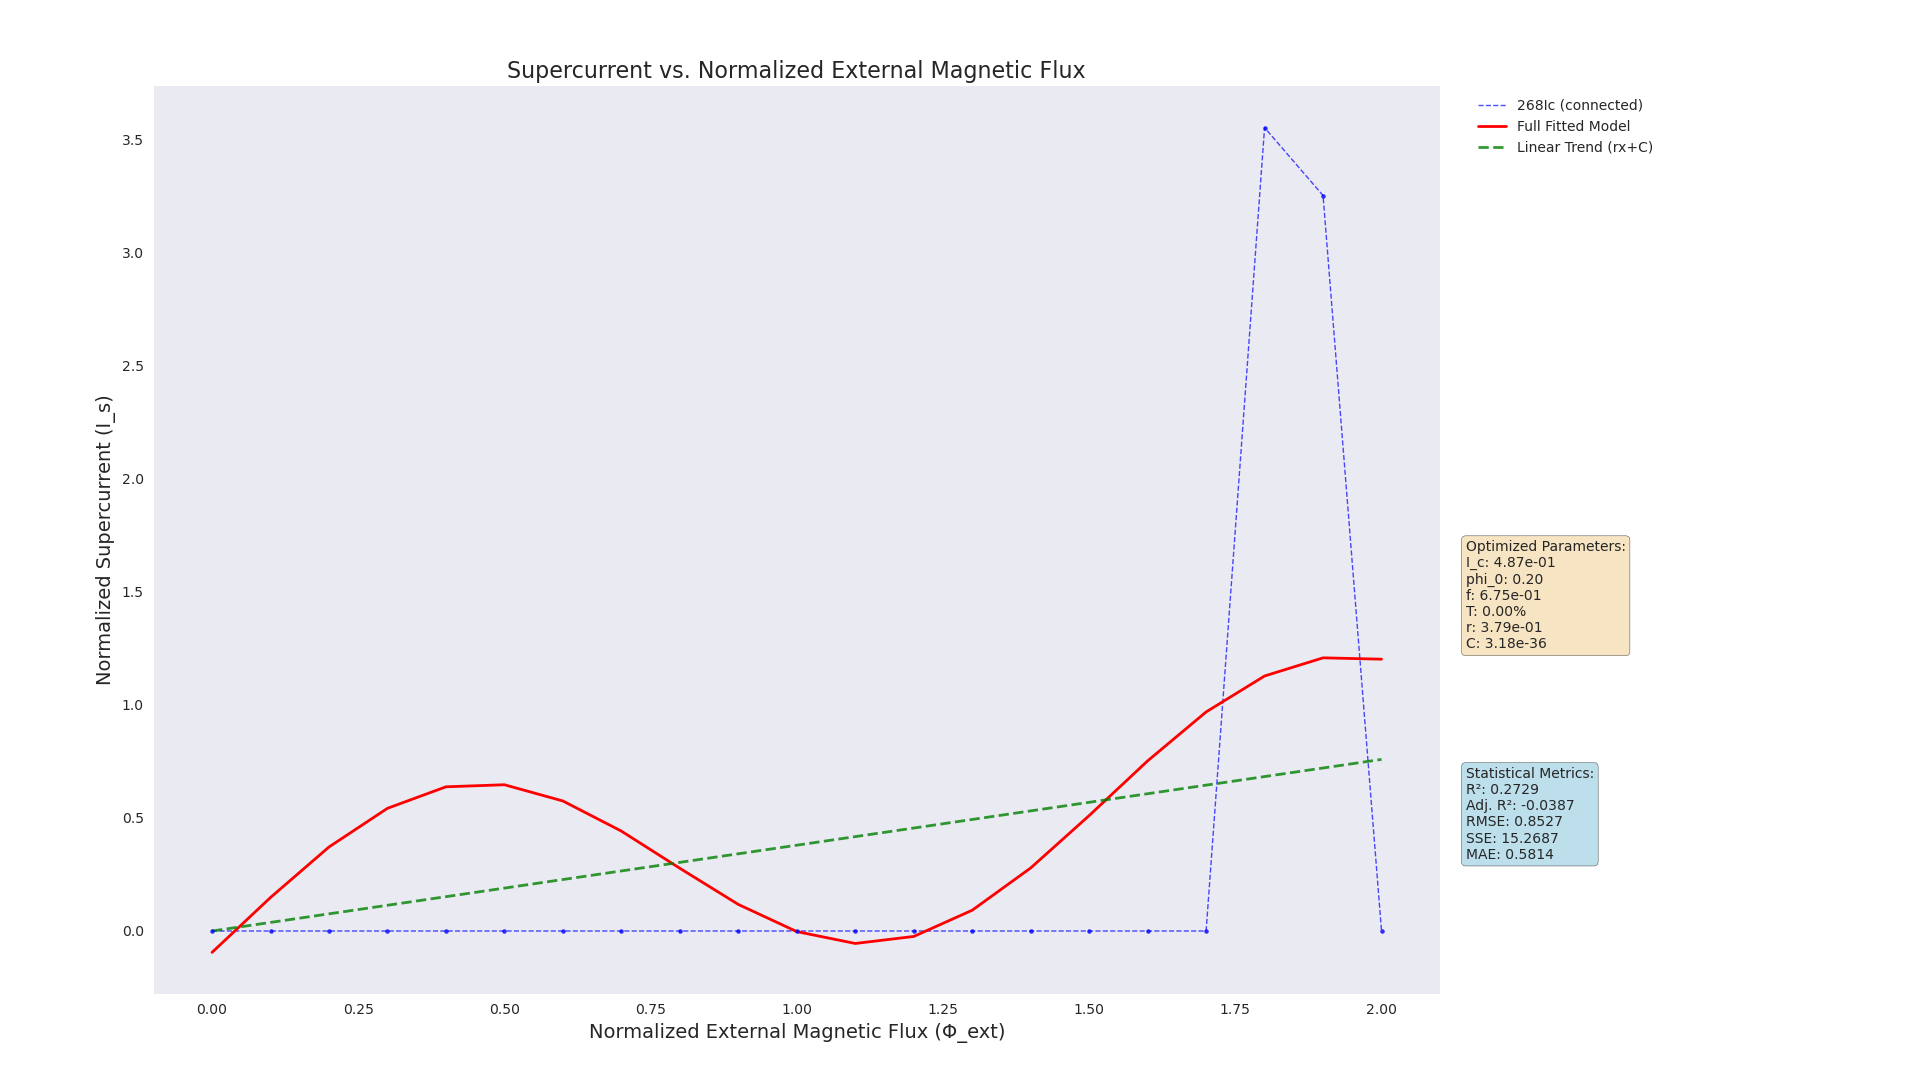 Supercurrent vs. Normalized External Magnetic Flux
268Ic (connected)
Full Fitted Model
Linear Trend (rx+C)
Normalized Supercurrent (I_s)
3.5
3.0
2.5
2.0
1.5
1.0
0.5
0.0
Optimized Parameters:
I_c: 4.87e-01
phi_0: 0.20
f: 6.75e-01
T: 0.00%
r: 3.79e-01
C: 3.18e-36
Statistical Metrics:
R²: 0.2729
Adj. R²: -0.0387
RMSE: 0.8527
SSE: 15.2687
MAE: 0.5814
0.00 0.25 0.50 0.75 1.00 1.25 1.50 1.75 2.00
Normalized External Magnetic Flux (Φ_ext)